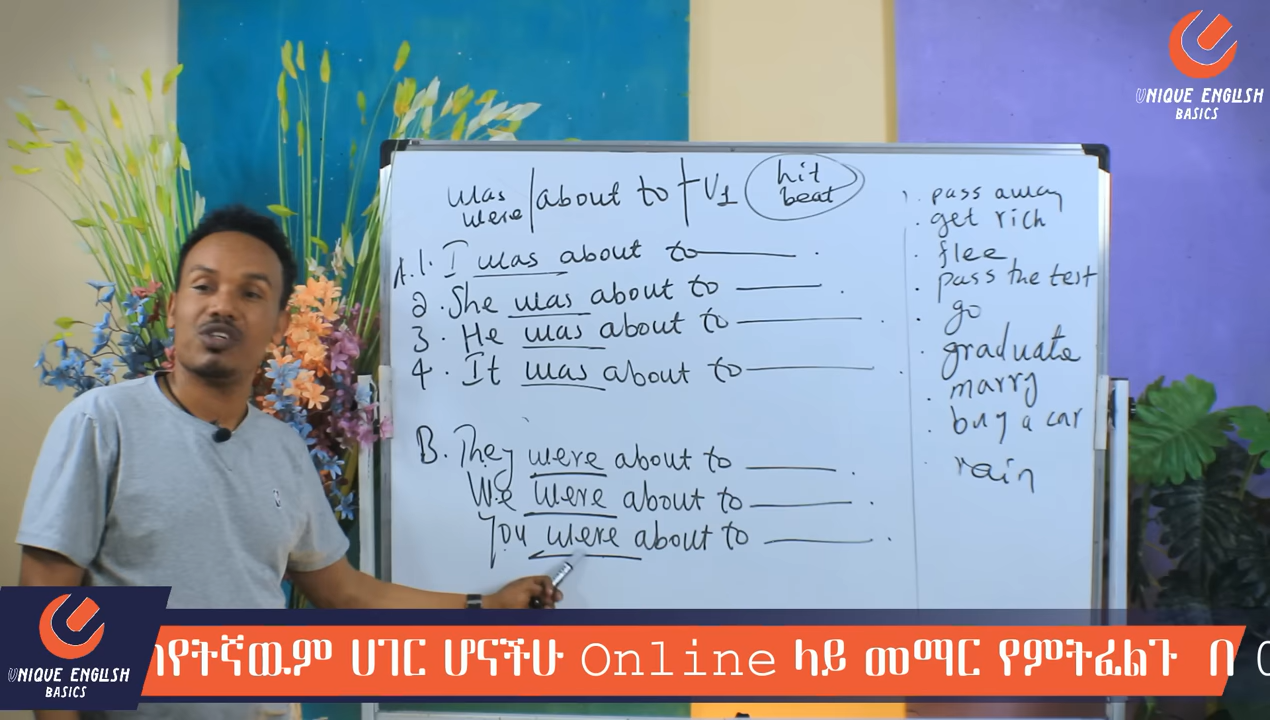 UNIQUE ENGLISH
BASICS
was
were
about to + V1
hit
beat
A.1. I was about to ______ .
2. She was about to ______ .
3. He was about to ______ .
4. It was about to ______ .
B. They were about to ______ .
We were about to ______ .
You were about to ______ .
. pass away
. get rich
. flee
. pass the test
. go
. graduate
. marry
. buy a car
. rain
UNIQUE ENGLISH
BASICS
ከየትኛዉም ሀገር ሆናችሁ Online ላይ መማር የምትፈልጉ በ